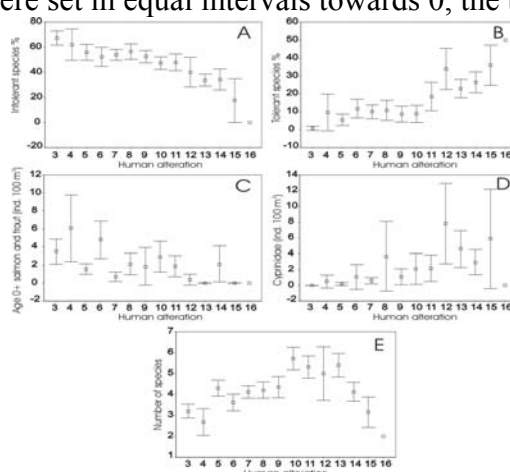 ere set in equal intervals towards 0, the t
A
Intolerant species %
80
60
40
20
0
-20
3 4 5 6 7 8 9 10 11 12 13 14 15 16
Human alteration
B
Tolerant species %
60
50
40
30
20
10
0
-10
3 4 5 6 7 8 9 10 11 12 13 14 15 16
Human alteration
C
Age 0+ salmon and trout (ind. 100 m²)
12
10
8
6
4
2
0
-2
3 4 5 6 7 8 9 10 11 12 13 14 15 16
Human alteration
D
Cyprinidae (ind. 100 m²)
14
12
10
8
6
4
2
0
-2
3 4 5 6 7 8 9 10 11 12 13 14 15 16
Human alteration
E
Number of species
7
6
5
4
3
2
1
3 4 5 6 7 8 9 10 11 12 13 14 15 16
Human alteration